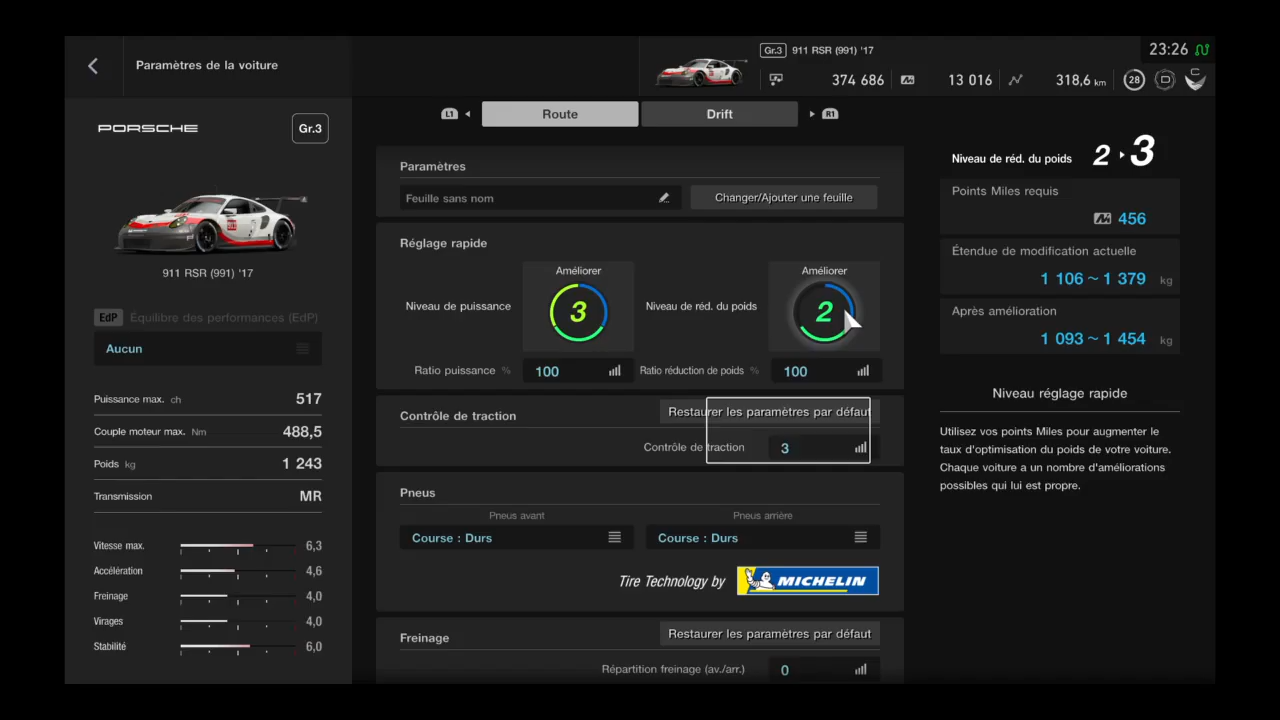 Paramètres de la voiture
Gr.3 911 RSR (991) '17
23:26
374 686
13 016
318,6 km
28
L1 Route Drift R1
PORSCHE
Gr.3
911 RSR (991) '17
EdP Équilibre des performances (EdP)
Aucun
Puissance max. ch 517
Couple moteur max. Nm 488,5
Poids kg 1 243
Transmission MR
Vitesse max. 6,3
Accélération 4,6
Freinage 4,0
Virages 4,0
Stabilité 6,0
Paramètres
Feuille sans nom Changer/Ajouter une feuille
Réglage rapide
Améliorer Améliorer
Niveau de puissance 3 Niveau de réd. du poids 2
Ratio puissance % 100 Ratio réduction de poids % 100
Contrôle de traction Restaurer les paramètres par défaut
Contrôle de traction 3
Pneus
Pneus avant Pneus arrière
Course : Durs Course : Durs
Tire Technology by MICHELIN
Freinage Restaurer les paramètres par défaut
Répartition freinage (av./arr.) 0
Niveau de réd. du poids 2 3
Points Miles requis
456
Étendue de modification actuelle
1 106 ~ 1 379 kg
Après amélioration
1 093 ~ 1 454 kg
Niveau réglage rapide
Utilisez vos points Miles pour augmenter le
taux d'optimisation du poids de votre voiture.
Chaque voiture a un nombre d'améliorations
possibles qui lui est propre.